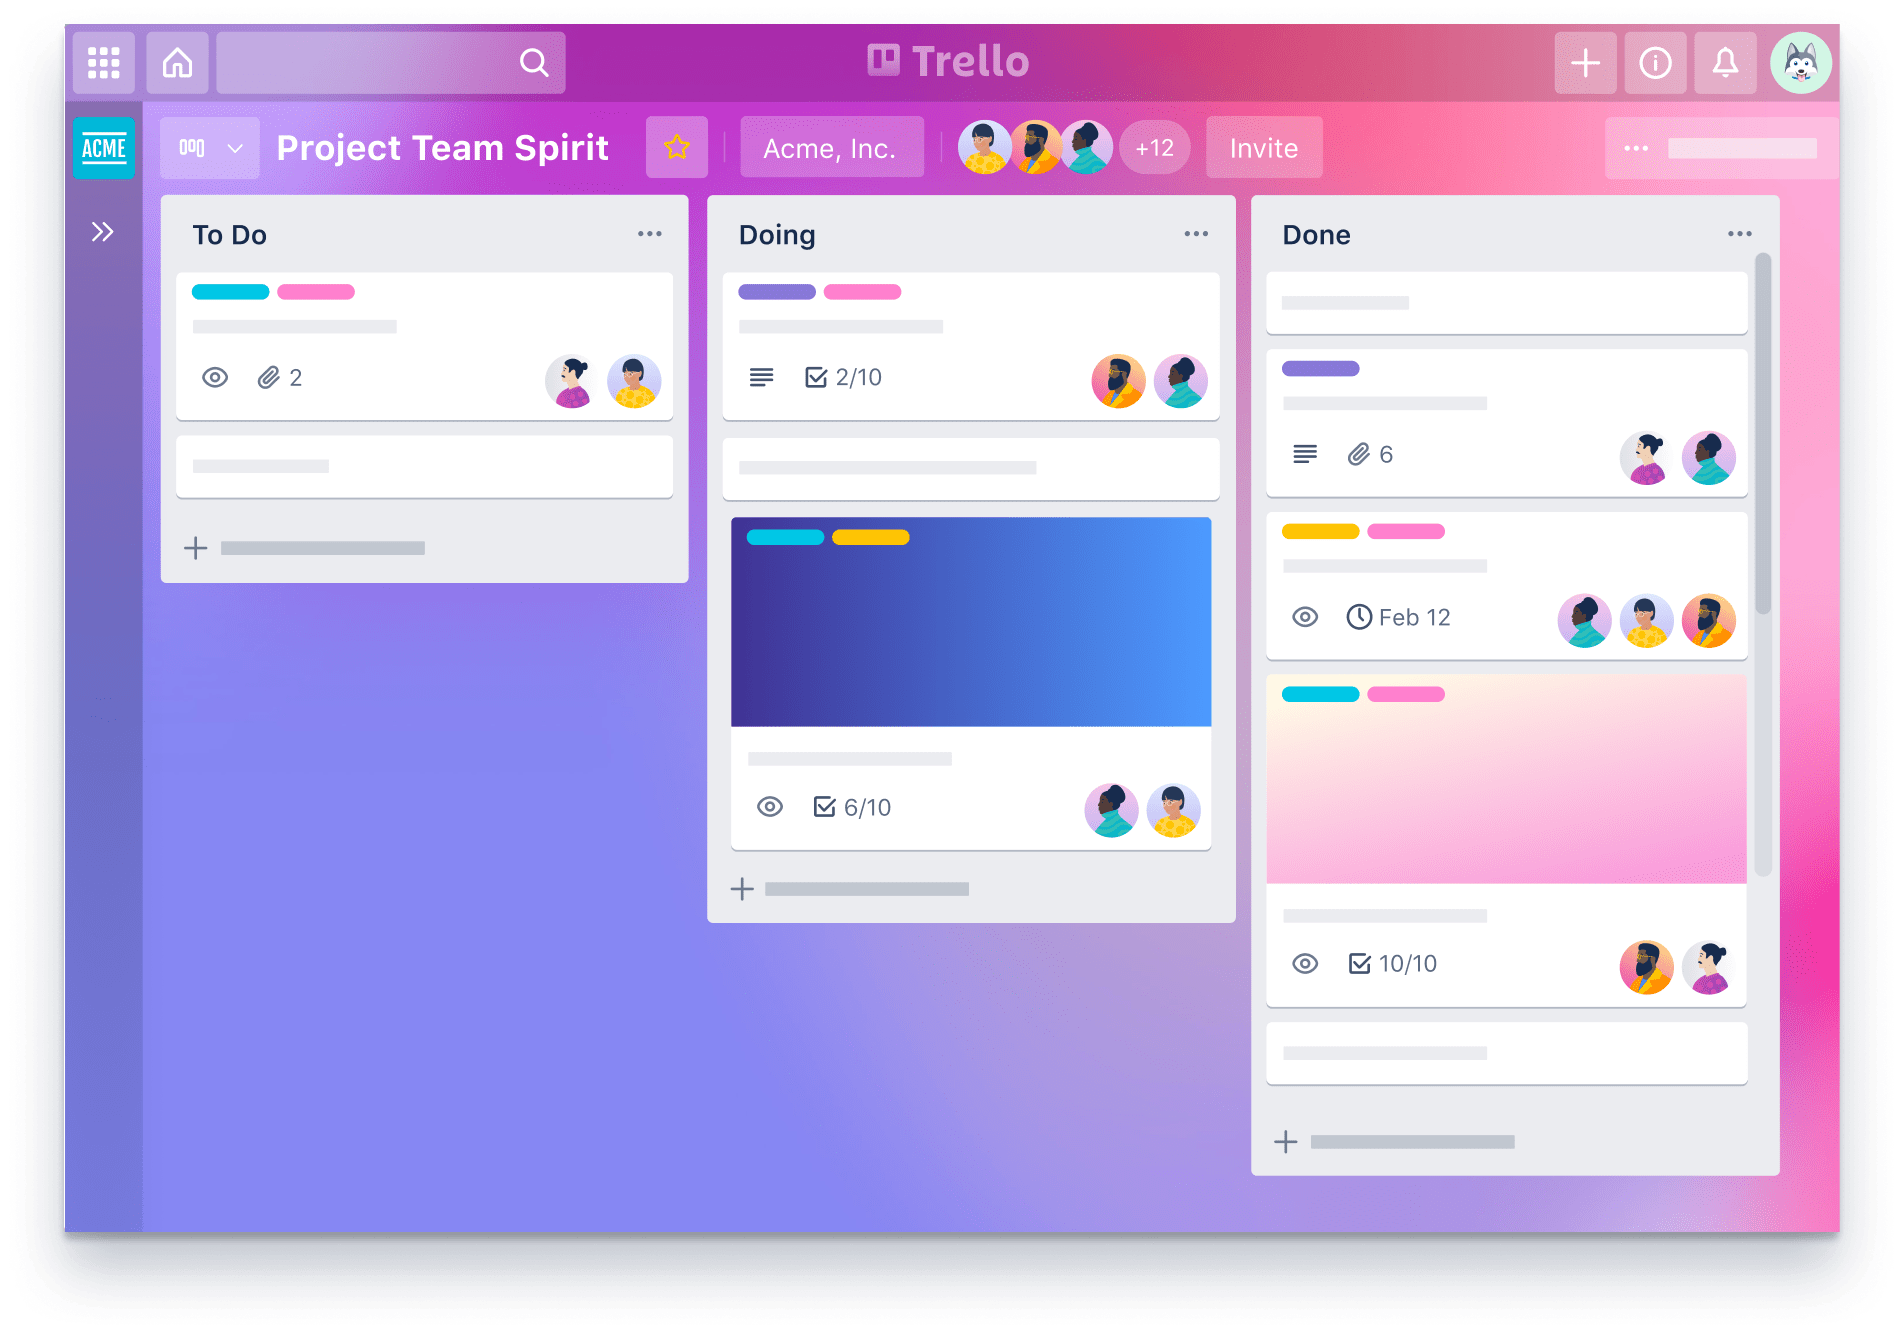 Trello
ACME
Project Team Spirit
Acme, Inc.
+12
Invite
To Do
2
Doing
2/10
6/10
Done
6
Feb 12
10/10